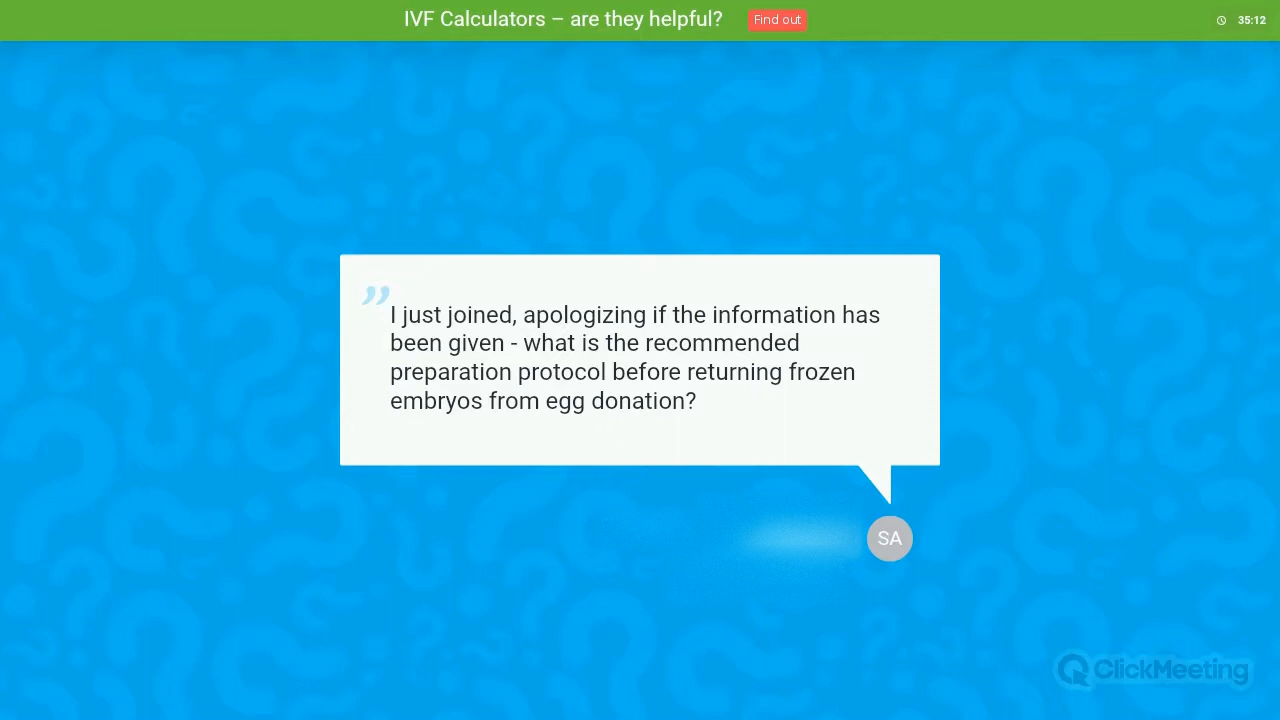 IVF Calculators – are they helpful?
Find out
35:12
I just joined, apologizing if the information has
been given - what is the recommended
preparation protocol before returning frozen
embryos from egg donation?
SA
ClickMeeting